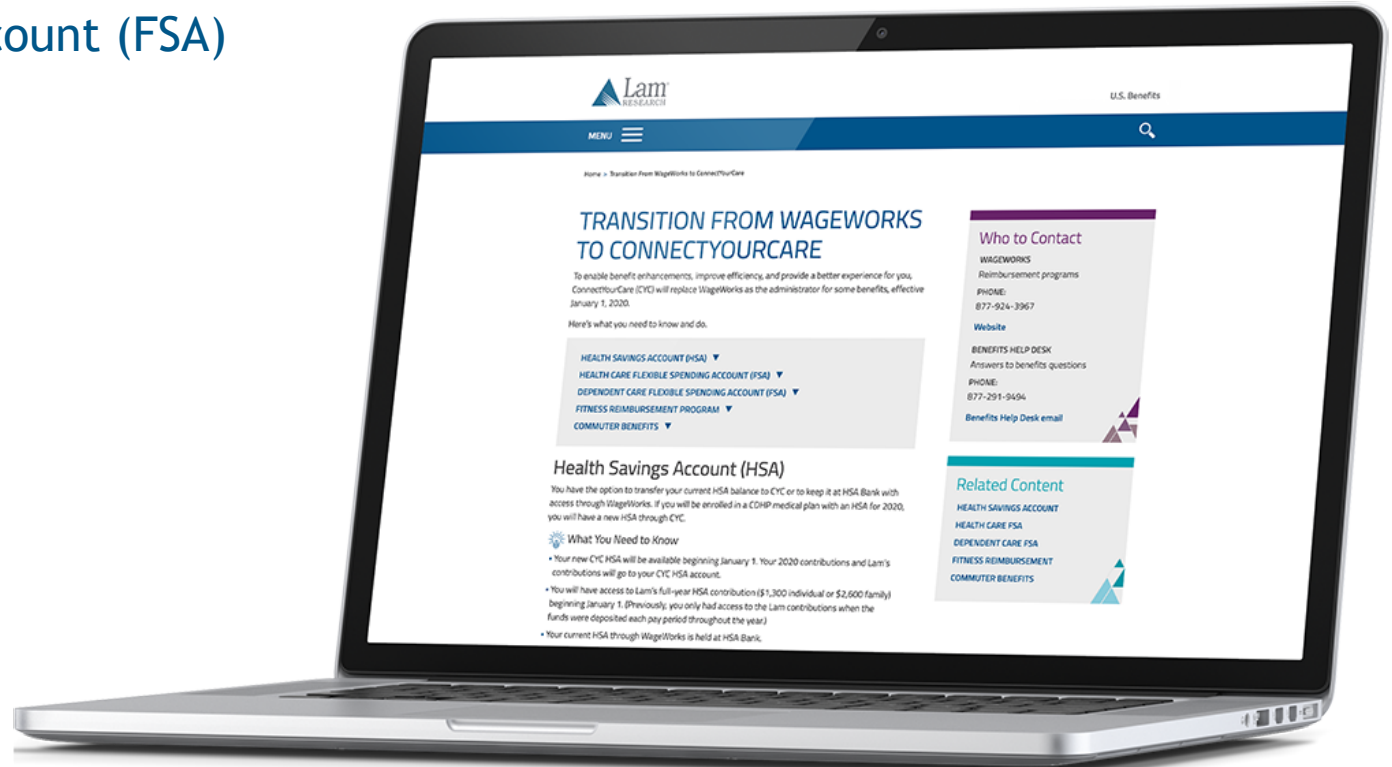 count (FSA)
Lam
RESEARCH
U.S. Benefits
MENU
Home > Transition From WageWorks to ConnectYourCare
TRANSITION FROM WAGEWORKS
TO CONNECTYOURCARE
To enable benefit enhancements, improve efficiency, and provide a better experience for you,
ConnectYourCare (CYC) will replace WageWorks as the administrator for some benefits, effective
January 1, 2020.
Here's what you need to know and do.
HEALTH SAVINGS ACCOUNT (HSA) ▼
HEALTH CARE FLEXIBLE SPENDING ACCOUNT (FSA) ▼
DEPENDENT CARE FLEXIBLE SPENDING ACCOUNT (FSA) ▼
FITNESS REIMBURSEMENT PROGRAM ▼
COMMUTER BENEFITS ▼
Health Savings Account (HSA)
You have the option to transfer your current HSA balance to CYC or to keep it at HSA Bank with
access through WageWorks. If you will be enrolled in a CDHP medical plan with an HSA for 2020,
you will have a new HSA through CYC.
What You Need to Know
• Your new CYC HSA will be available beginning January 1. Your 2020 contributions and Lam's
contributions will go to your CYC HSA account.
• You will have access to Lam's full-year HSA contribution ($1,300 individual or $2,600 family)
beginning January 1. (Previously, you only had access to the Lam contributions when the
funds were deposited each pay period throughout the year.)
• Your current HSA through WageWorks is held at HSA Bank.
Who to Contact
WAGEWORKS
Reimbursement programs
PHONE:
877-924-3967
Website
BENEFITS HELP DESK
Answers to benefits questions
PHONE:
877-291-9494
Benefits Help Desk email
Related Content
HEALTH SAVINGS ACCOUNT
HEALTH CARE FSA
DEPENDENT CARE FSA
FITNESS REIMBURSEMENT
COMMUTER BENEFITS